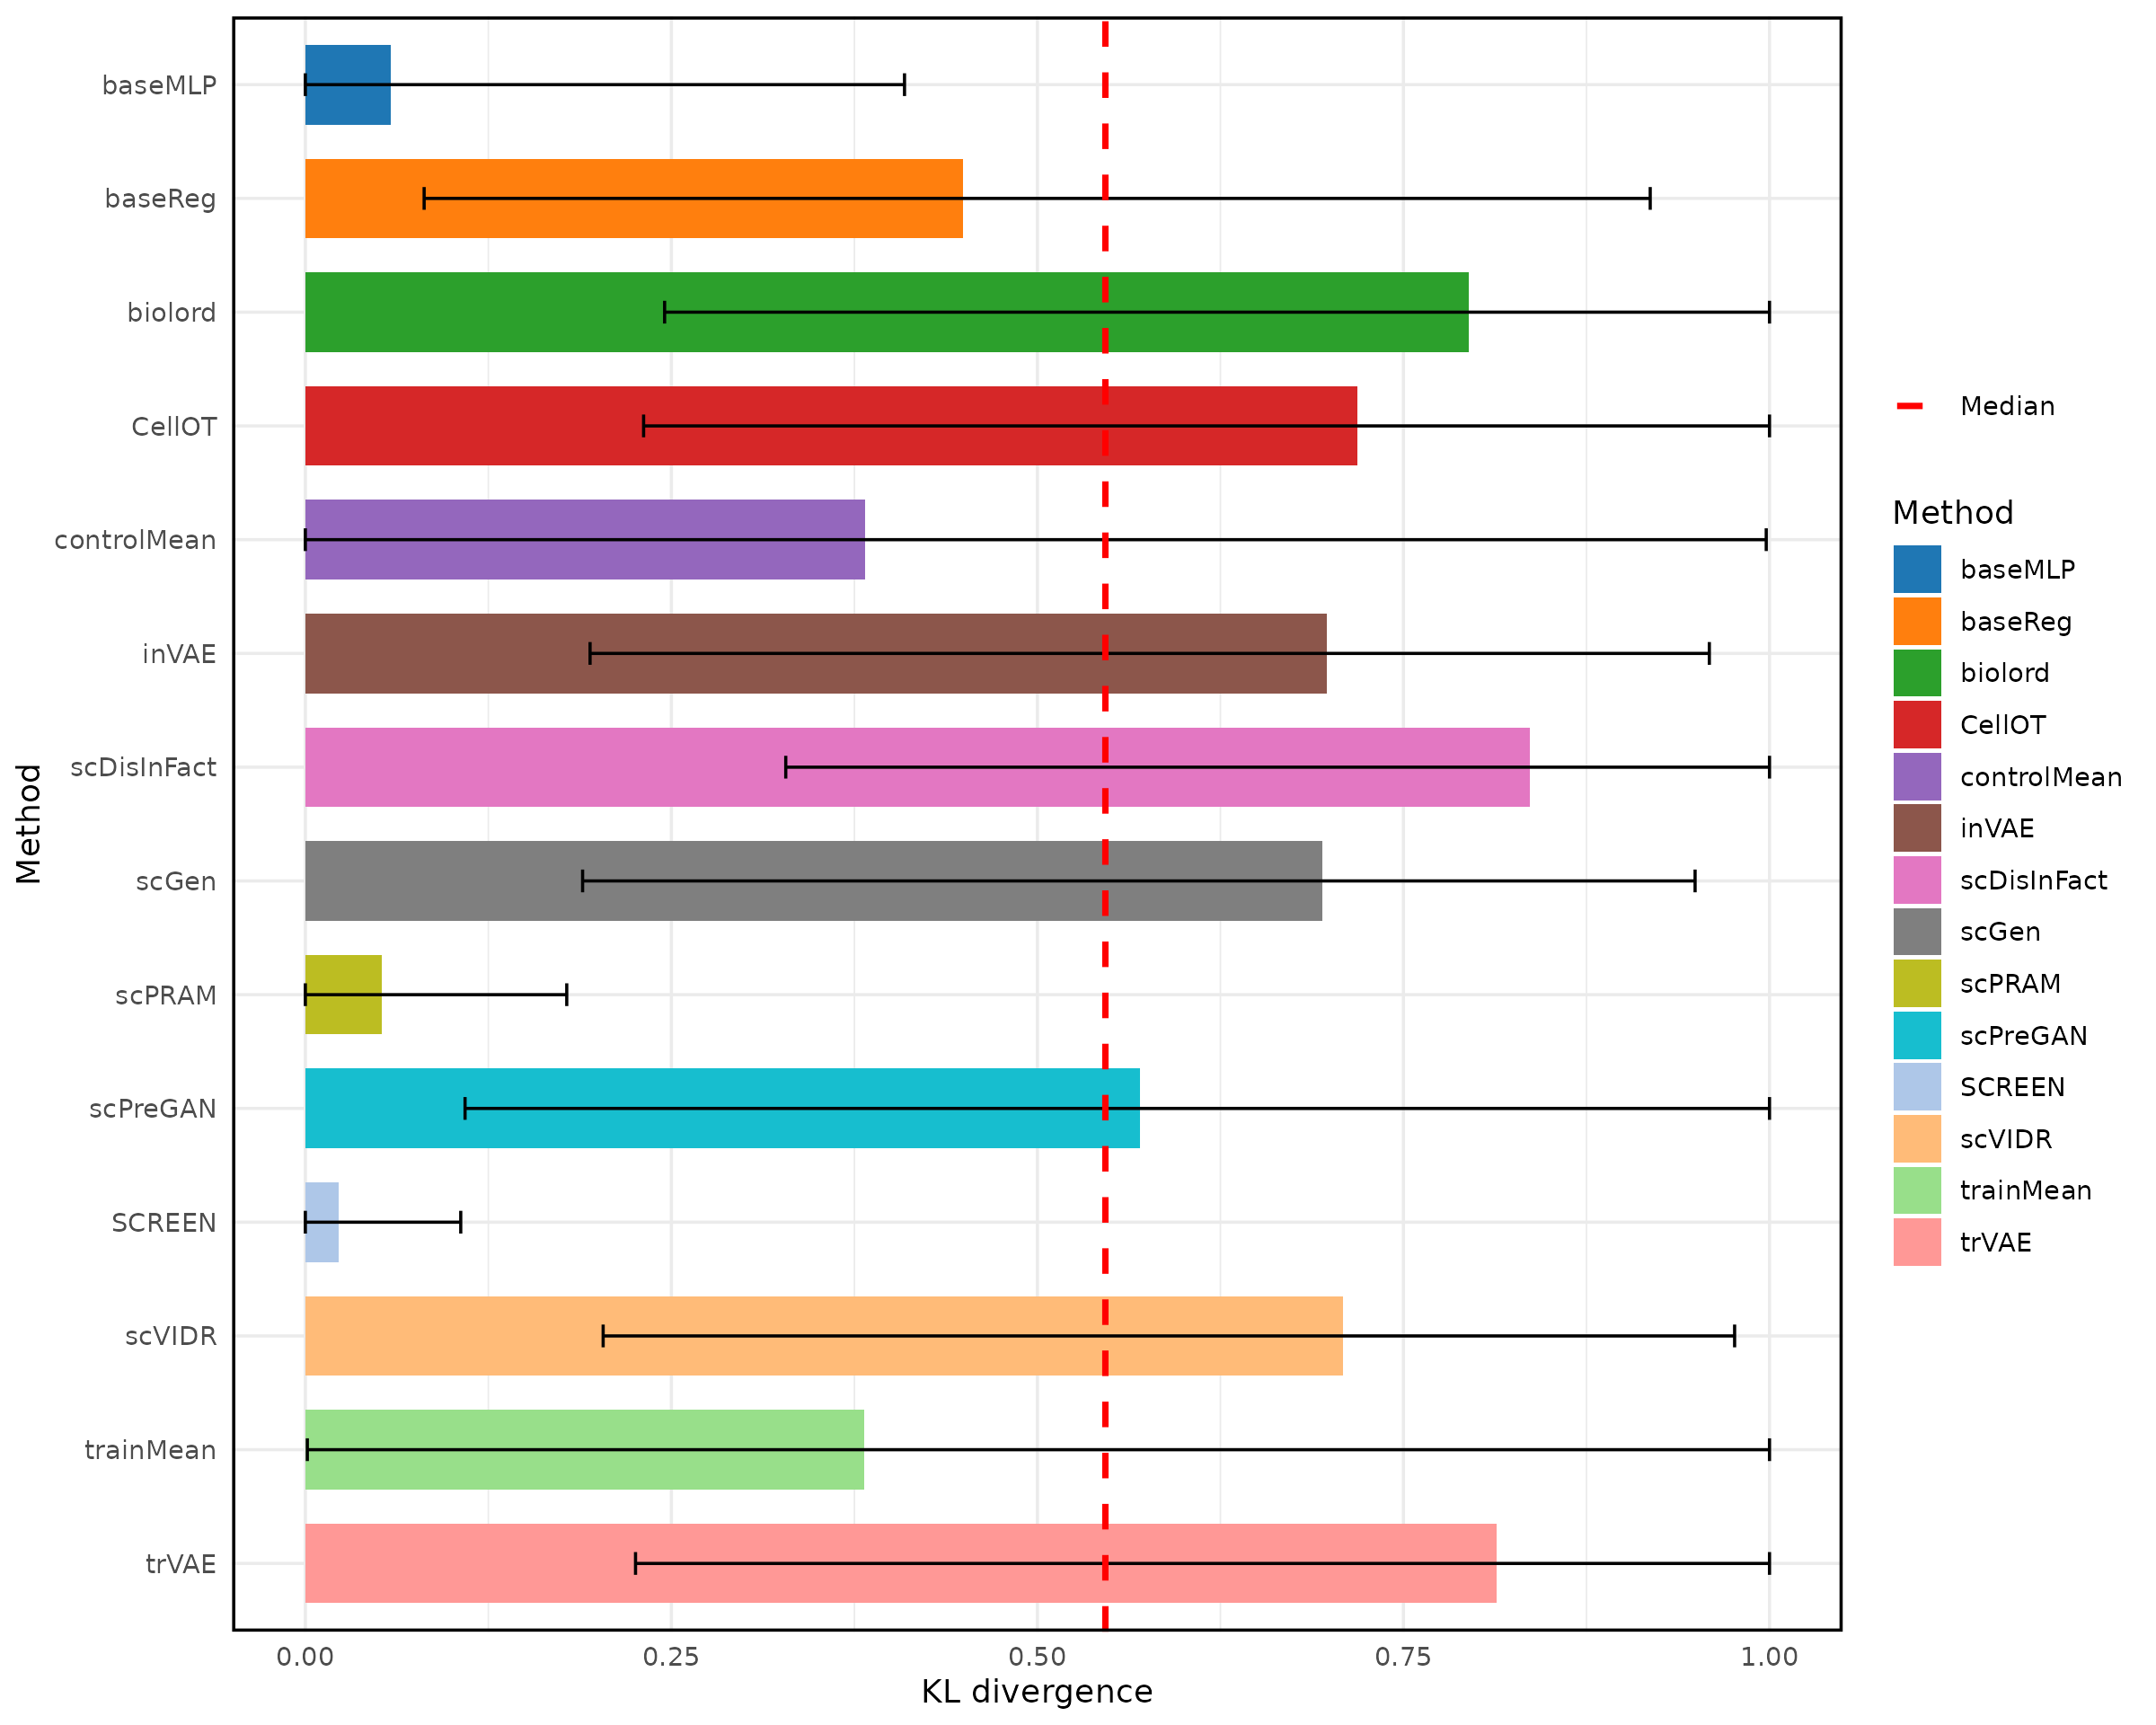 baseMLP
baseReg
biolord
CellOT
controlMean
inVAE
scDisInFact
scGen
scPRAM
scPreGAN
SCREEN
scVIDR
trainMean
trVAE
Method
0.00 0.25 0.50 0.75 1.00
KL divergence
Median
Method
baseMLP
baseReg
biolord
CellOT
controlMean
inVAE
scDisInFact
scGen
scPRAM
scPreGAN
SCREEN
scVIDR
trainMean
trVAE